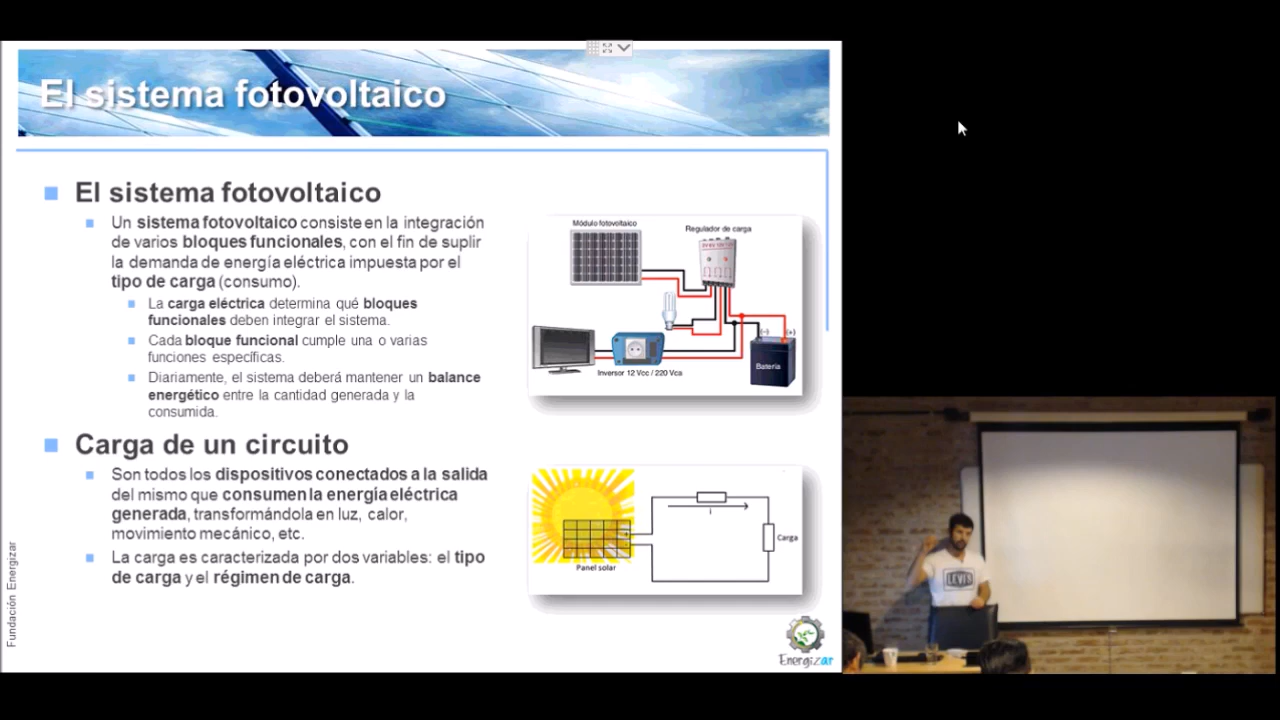 El sistema fotovoltaico
El sistema fotovoltaico
Un sistema fotovoltaico consiste en la integración
de varios bloques funcionales, con el fin de suplir
la demanda de energía eléctrica impuesta por el
tipo de carga (consumo).
La carga eléctrica determina qué bloques
funcionales deben integrar el sistema.
Cada bloque funcional cumple una o varias
funciones específicas.
Diariamente, el sistema deberá mantener un balance
energético entre la cantidad generada y la
consumida.
Carga de un circuito
Son todos los dispositivos conectados a la salida
del mismo que consumen la energía eléctrica
generada, transformándola en luz, calor,
movimiento mecánico, etc.
La carga es caracterizada por dos variables: el tipo
de carga y el régimen de carga.
Módulo fotovoltaico
Regulador de carga
(-) (+)
Batería
Inversor 12 Vcc / 220 Vca
i
Carga
Panel solar
Fundación Energizar
Energizar